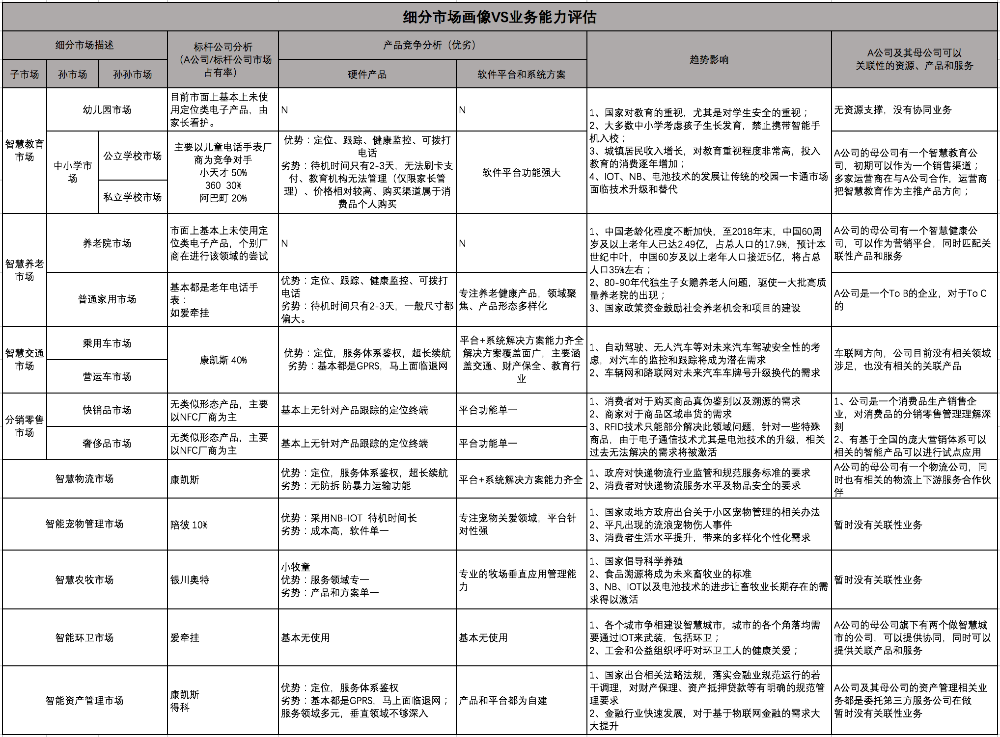 细分市场画像VS业务能力评估
细分市场描述
标杆公司分析
（A公司/标杆公司市场
占有率）
产品竞争分析（优劣）
趋势影响
A公司及其母公司可以
关联性的资源、产品和服务
子市场
孙市场
孙孙市场
硬件产品
软件平台和系统方案
智慧教育
市场
幼儿园市场
目前市面上基本上未使
用定位类电子产品，由
家长看护。
N
N
1、国家对教育的重视，尤其是对学生安全的重视；
2、大多数中小学考虑孩子生长发育，禁止携带智能手
机入校；
3、城镇居民收入增长，对教育重视程度非常高，投入
教育的消费逐年增加；
4、IOT、NB、电池技术的发展让传统的校园一卡通市场
面临技术升级和替代
无资源支撑，没有协同业务
中小学市
场
公立学校市场
私立学校市场
主要以儿童电话手表厂
商为竞争对手
小天才 50%
360 30%
阿巴町 20%
优势：定位、跟踪、健康监控、可拨打
电话
劣势：待机时间只有2-3天，无法刷卡支
付、教育机构无法管理（仅限家长管
理）、价格相对较高、购买渠道属于消
费品个人购买
软件平台功能强大
A公司的母公司有一个智慧教育公
司，初期可以作为一个销售渠道；
多家运营商在与A公司合作，运营商
把智慧教育作为主推产品方向；
智慧养老
市场
养老院市场
市面上基本上未使用定
位类电子产品，个别厂
商在进行该领域的尝试
N
N
1、中国老龄化程度不断加快，至2018年末，中国60周
岁及以上老年人已达2.49亿，占总人口的17.9%，预计本
世纪中叶，中国60岁及以上老年人口接近5亿，将占总
人口35%左右；
2、80-90年代独生子女赡养老人问题，驱使一大批高质
量养老院的出现；
3、国家政策资金鼓励社会养老机会和项目的建设
A公司的母公司有一个智慧健康公
司，可以作为营销平台，同时匹配关
联性产品和服务
普通家用市场
基本都是老年电话手
表：
如爱牵挂
优势：定位、跟踪、健康监控、可拨打
电话
劣势：待机时间只有2-3天，一般尺寸都
偏大。
专注养老健康产品，领域聚
焦、产品形态多样化
A公司是一个To B的企业，对于To C
的
智慧交通
市场
乘用车市场
营运车市场
康凯斯 40%
优势：定位，服务体系鉴权，超长续航
劣势：基本都是GPRS，马上面临退网
平台+系统解决方案能力齐全
解决方案覆盖面广，主要涵
盖交通、财产保全、教育行
业
1、自动驾驶、无人汽车等对未来汽车驾驶安全性的考
虑，对汽车的监控和跟踪将成为潜在需求
2、车辆网和路联网对未来汽车车牌号升级换代的需求
车联网方向，公司目前没有相关领域
涉足，也没有相关的关联产品
分销零售
市场
快销品市场
无类似形态产品，主要
以NFC厂商为主
基本上无针对产品跟踪的定位终端
平台功能单一
1、消费者对于购买商品真伪鉴别以及溯源的需求
2、商家对于商品区域串货的需求
3、RFID技术只能部分解决此领域问题，针对一些特殊
商品，由于电子通信技术尤其是电池技术的升级，相关
过去无法解决的需求将被激活
1、公司是一个消费品生产销售企
业，对消费品的分销零售管理理解深
刻
2、有基于全国的庞大营销体系可以
相关的智能产品可以进行试点应用
奢侈品市场
无类似形态产品，主要
以NFC厂商为主
基本上无针对产品跟踪的定位终端
平台功能单一
智慧物流市场
康凯斯
优势：定位，服务体系鉴权，超长续航
劣势：无防拆 防暴力运输功能
平台+系统解决方案能力齐全
1、政府对快递物流行业监管和规范服务标准的要求
2、消费者对快递物流服务水平及物品安全的要求
A公司的母公司有一个物流公司，同
时也有相关的物流上下游服务合作伙
伴
智能宠物管理市场
陪彼 10%
优势：采用NB-IOT 待机时间长
劣势：成本高，软件单一
专注宠物关爱领域，平台针
对性强
1、国家或地方政府出台关于小区宠物管理的相关办法
2、平凡出现的流浪宠物伤人事件
3、消费者生活水平提升，带来的多样化个性化需求
暂时没有关联性业务
智慧农牧市场
银川奥特
小牧童
优势：服务领域专一
劣势：产品和方案单一
专业的牧场垂直应用管理能
力
1、国家倡导科学养殖
2、食品溯源将成为未来畜牧业的标准
3、NB、IOT以及电池技术的进步让畜牧业长期存在的需
求得以激活
暂时没有关联性业务
智能环卫市场
爱牵挂
基本无使用
基本无使用
1、各个城市争相建设智慧城市，城市的各个角落均需
要通过IOT来武装，包括环卫；
2、工会和公益组织呼吁对环卫工人的健康关爱；
A公司的母公司旗下有两个做智慧城
市的公司，可以提供协同，同时可以
提供关联产品和服务
智能资产管理市场
康凯斯
得科
优势：定位，服务体系鉴权
劣势：基本都是GPRS，马上面临退网；
服务领域多元，垂直领域不够深入
产品和平台都为自建
1、国家出台相关法略法规，落实金融业规范运行的若
干调理，对财产保理、资产抵押贷款等有明确的规范管
理要求
2、金融行业快速发展，对于基于物联网金融的需求大
大提升
A公司及其母公司的资产管理相关业
务都是委托第三方服务公司在做
暂时没有关联性业务